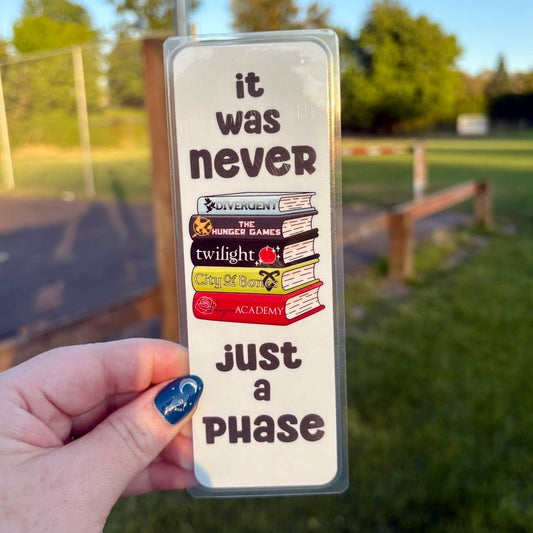 it
was
never
DIVERGENT
THE
HUNGER GAMES
twilight
City Of Bones
ACADEMY
just
a
phase